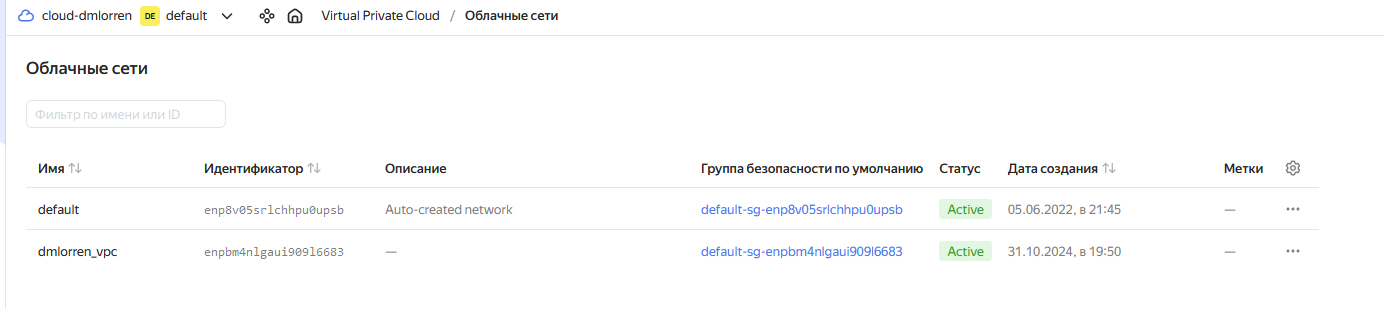 cloud-dmlorren DE default Virtual Private Cloud / Облачные сети
Облачные сети
Фильтр по имени или ID
Имя Идентификатор Описание Группа безопасности по умолчанию Статус Дата создания Метки
default enp8v05srlchhpu0upsb Auto-created network default-sg-enp8v05srlchhpu0upsb Active 05.06.2022, в 21:45 —
dmlorren_vpc enpbm4nlgaui909l6683 — default-sg-enpbm4nlgaui909l6683 Active 31.10.2024, в 19:50 —